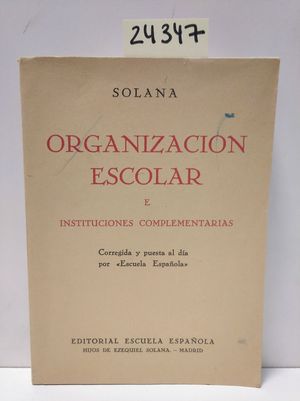 24347
SOLANA
ORGANIZACION
ESCOLAR
E
INSTITUCIONES COMPLEMENTARIAS
Corregida y puesta al día
por «Escuela Española»
EDITORIAL ESCUELA ESPAÑOLA
HIJOS DE EZEQUIEL SOLANA. - MADRID